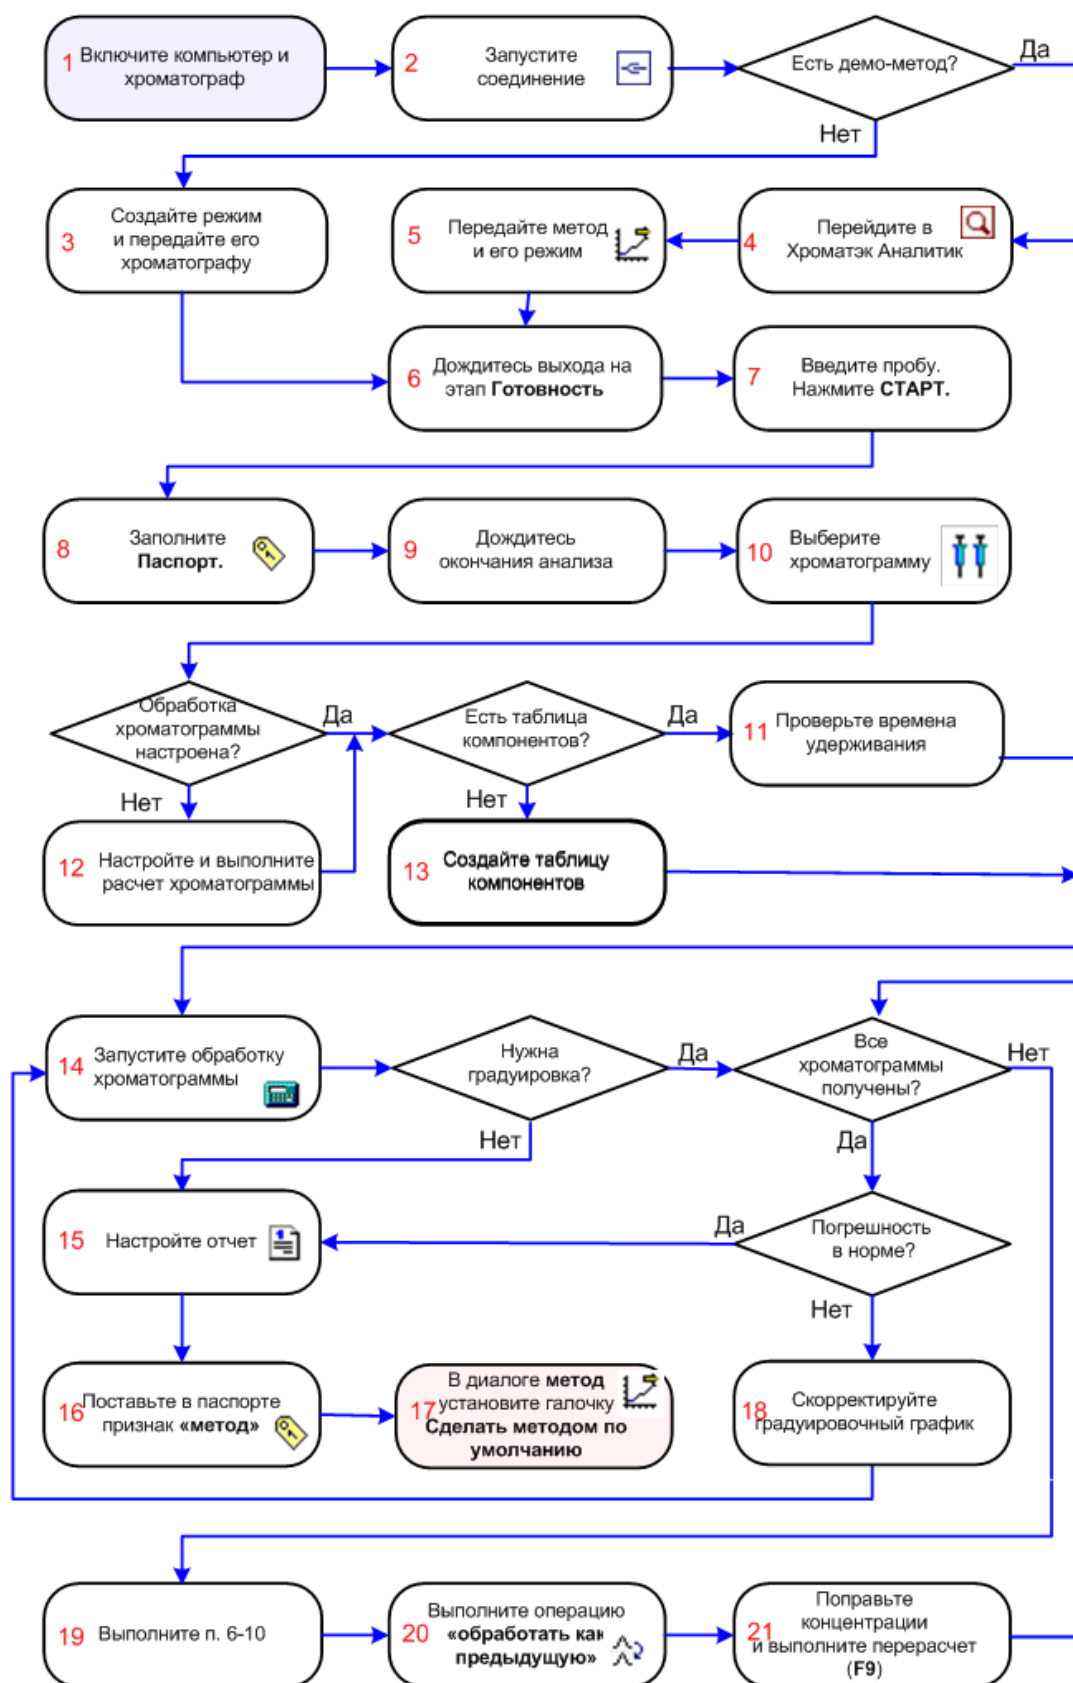 1 Включите компьютер и
хроматограф
2 Запустите
соединение
Есть демо-метод?
Да
Нет
3 Создайте режим
и передайте его
хроматографу
5 Передайте метод
и его режим
4 Перейдите в
Хроматэк Аналитик
6 Дождитесь выхода на
этап Готовность
7 Введите пробу.
Нажмите СТАРТ.
8 Заполните
Паспорт.
9 Дождитесь
окончания анализа
10 Выберите
хроматограмму
Обработка
хроматограммы
настроена?
Да
Нет
Есть таблица
компонентов?
Да
Нет
11 Проверьте времена
удерживания
12 Настройте и выполните
расчет хроматограммы
13 Создайте таблицу
компонентов
14 Запустите обработку
хроматограммы
Нужна
градуировка?
Да
Нет
Все
хроматограммы
получены?
Нет
Да
15 Настройте отчет
Погрешность
в норме?
Да
Нет
16 Поставьте в паспорте
признак «метод»
17 В диалоге метод
установите галочку
Сделать методом по
умолчанию
18 Скорректируйте
градуировочный график
19 Выполните п. 6-10
20 Выполните операцию
«обработать как
предыдущую»
21 Поправьте
концентрации
и выполните перерасчет
(F9)